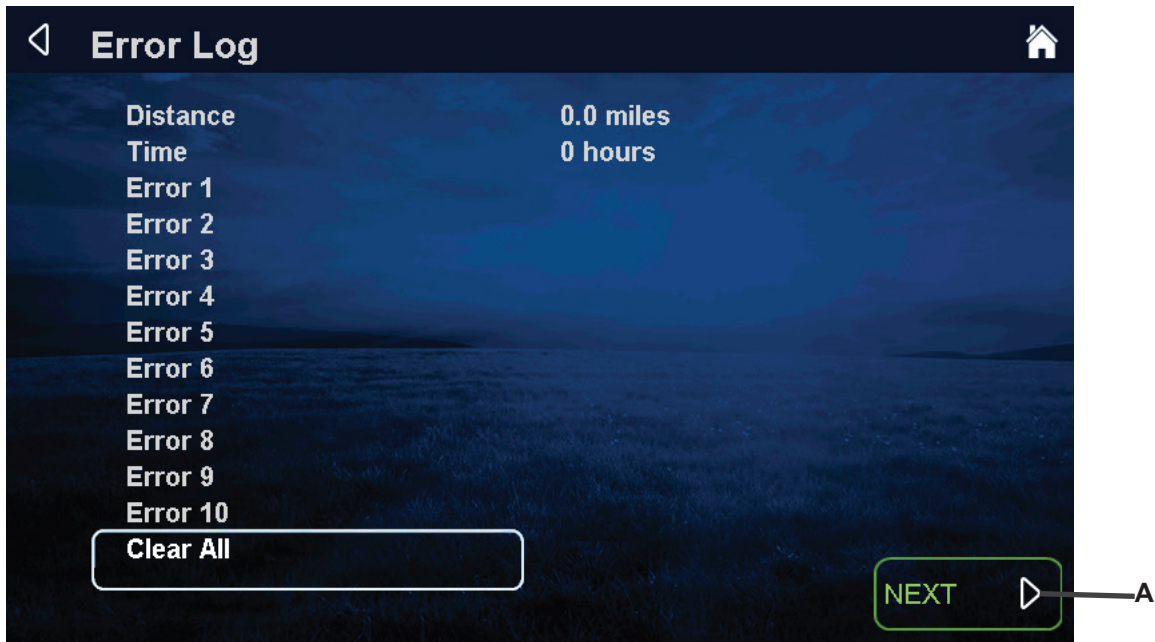 Error Log
Distance 0.0 miles
Time 0 hours
Error 1
Error 2
Error 3
Error 4
Error 5
Error 6
Error 7
Error 8
Error 9
Error 10
Clear All
NEXT
A